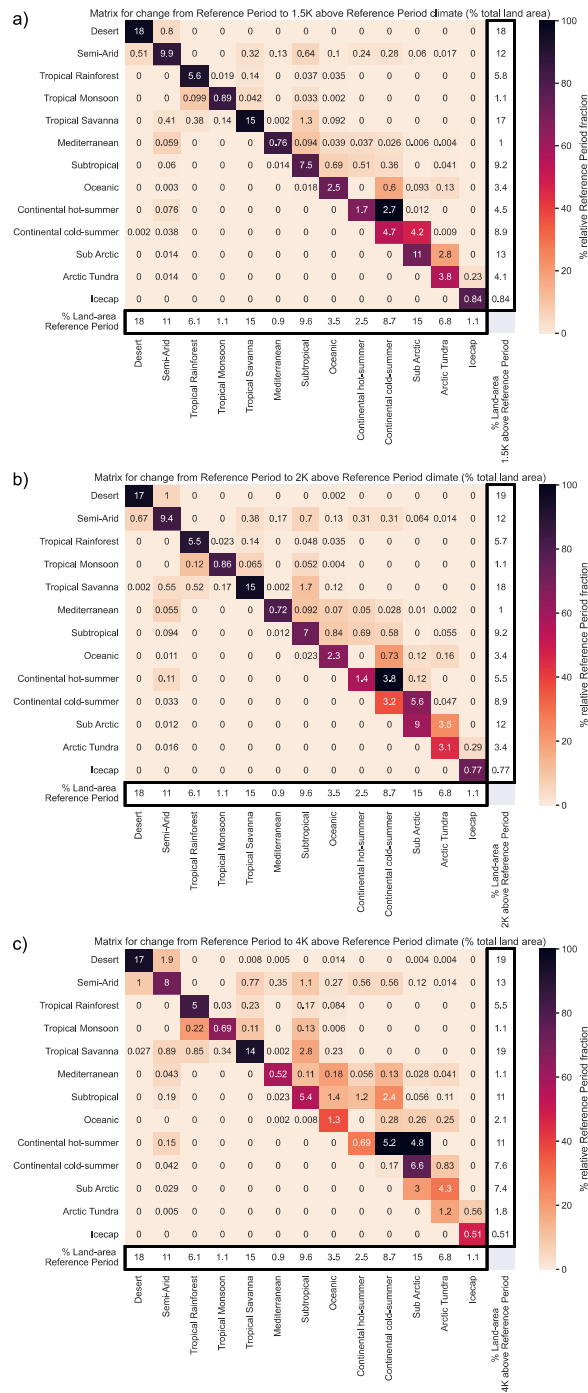 a)
Matrix for change from Reference Period to 1.5K above Reference Period climate (% total land area)
Desert 18 0.8 0 0 0 0 0 0 0 0 0 0 0 18
Semi-Arid 0.51 9.9 0 0 0.32 0.13 0.64 0.1 0.24 0.28 0.06 0.017 0 12
Tropical Rainforest 0 0 5.6 0.019 0.14 0 0.037 0.035 0 0 0 0 0 5.8
Tropical Monsoon 0 0 0.099 0.89 0.042 0 0.033 0.002 0 0 0 0 0 1.1
Tropical Savanna 0 0.41 0.38 0.14 15 0.002 1.3 0.092 0 0 0 0 0 17
Mediterranean 0 0.059 0 0 0 0.76 0.094 0.039 0.037 0.026 0.006 0.004 0 1
Subtropical 0 0.06 0 0 0 0.014 7.5 0.69 0.51 0.36 0 0.041 0 9.2
Oceanic 0 0.003 0 0 0 0 0.018 2.5 0 0.6 0.093 0.13 0 3.4
Continental hot-summer 0 0.076 0 0 0 0 0 0 1.7 2.7 0.012 0 0 4.5
Continental cold-summer 0.002 0.038 0 0 0 0 0 0 0 4.7 4.2 0.009 0 8.9
Sub Arctic 0 0.014 0 0 0 0 0 0 0 0 11 2.8 0 13
Arctic Tundra 0 0.014 0 0 0 0 0 0 0 0 0 3.8 0.23 4.1
Icecap 0 0 0 0 0 0 0 0 0 0 0 0 0.84 0.84
% Land-area
Reference Period 18 11 6.1 1.1 15 0.9 9.6 3.5 2.5 8.7 15 6.8 1.1
Desert
Semi-Arid
Tropical Rainforest
Tropical Monsoon
Tropical Savanna
Mediterranean
Subtropical
Oceanic
Continental hot-summer
Continental cold-summer
Sub Arctic
Arctic Tundra
Icecap
% Land-area
1.5K above Reference Period
100
80
60
40
20
0
% relative Reference Period fraction
b)
Matrix for change from Reference Period to 2K above Reference Period climate (% total land area)
Desert 17 1 0 0 0 0 0 0.002 0 0 0 0 0 19
Semi-Arid 0.67 9.4 0 0 0.38 0.17 0.7 0.13 0.31 0.31 0.064 0.014 0 12
Tropical Rainforest 0 0 5.5 0.023 0.14 0 0.048 0.035 0 0 0 0 0 5.7
Tropical Monsoon 0 0 0.12 0.86 0.065 0 0.052 0.004 0 0 0 0 0 1.1
Tropical Savanna 0.002 0.55 0.52 0.17 15 0.002 1.7 0.12 0 0 0 0 0 18
Mediterranean 0 0.055 0 0 0 0.72 0.092 0.07 0.05 0.028 0.01 0.002 0 1
Subtropical 0 0.094 0 0 0 0.012 7 0.84 0.69 0.58 0 0.055 0 9.2
Oceanic 0 0.011 0 0 0 0 0.023 2.3 0 0.73 0.12 0.16 0 3.4
Continental hot-summer 0 0.11 0 0 0 0 0 0 1.4 3.8 0.12 0 0 5.5
Continental cold-summer 0 0.033 0 0 0 0 0 0 0 3.2 5.6 0.047 0 8.9
Sub Arctic 0 0.012 0 0 0 0 0 0 0 0 9 3.5 0 12
Arctic Tundra 0 0.016 0 0 0 0 0 0 0 0 0 3.1 0.29 3.4
Icecap 0 0 0 0 0 0 0 0 0 0 0 0 0.77 0.77
% Land-area
Reference Period 18 11 6.1 1.1 15 0.9 9.6 3.5 2.5 8.7 15 6.8 1.1
Desert
Semi-Arid
Tropical Rainforest
Tropical Monsoon
Tropical Savanna
Mediterranean
Subtropical
Oceanic
Continental hot-summer
Continental cold-summer
Sub Arctic
Arctic Tundra
Icecap
% Land-area
2K above Reference Period
100
80
60
40
20
0
% relative Reference Period fraction
c)
Matrix for change from Reference Period to 4K above Reference Period climate (% total land area)
Desert 17 1.9 0 0 0.008 0.005 0 0.014 0 0 0.004 0.004 0 19
Semi-Arid 1 8 0 0 0.77 0.35 1.1 0.27 0.56 0.56 0.12 0.014 0 13
Tropical Rainforest 0 0 5 0.03 0.23 0 0.17 0.084 0 0 0 0 0 5.5
Tropical Monsoon 0 0 0.22 0.69 0.11 0 0.13 0.006 0 0 0 0 0 1.1
Tropical Savanna 0.027 0.89 0.85 0.34 14 0.002 2.8 0.23 0 0 0 0 0 19
Mediterranean 0 0.043 0 0 0 0.52 0.11 0.18 0.056 0.13 0.028 0.041 0 1.1
Subtropical 0 0.19 0 0 0 0.023 5.4 1.4 1.2 2.4 0.056 0.11 0 11
Oceanic 0 0 0 0 0 0.002 0.008 1.3 0 0.28 0.26 0.25 0 2.1
Continental hot-summer 0 0.15 0 0 0 0 0 0 0.69 5.2 4.8 0 0 11
Continental cold-summer 0 0.042 0 0 0 0 0 0 0 0.17 6.6 0.83 0 7.6
Sub Arctic 0 0.029 0 0 0 0 0 0 0 0 3 4.3 0 7.4
Arctic Tundra 0 0.005 0 0 0 0 0 0 0 0 0 1.2 0.56 1.8
Icecap 0 0 0 0 0 0 0 0 0 0 0 0 0.51 0.51
% Land-area
Reference Period 18 11 6.1 1.1 15 0.9 9.6 3.5 2.5 8.7 15 6.8 1.1
Desert
Semi-Arid
Tropical Rainforest
Tropical Monsoon
Tropical Savanna
Mediterranean
Subtropical
Oceanic
Continental hot-summer
Continental cold-summer
Sub Arctic
Arctic Tundra
Icecap
% Land-area
4K above Reference Period
100
80
60
40
20
0
% relative Reference Period fraction